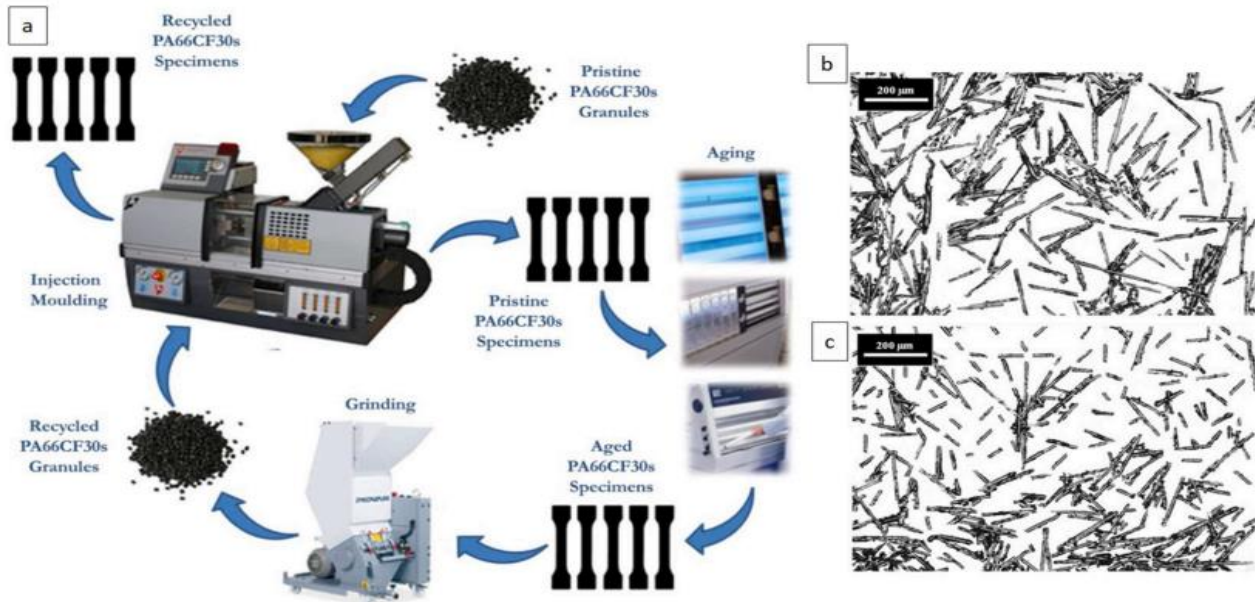 a
Recycled
PA66CF30s
Specimens
Pristine
PA66CF30s
Granules
Aging
Injection
Moulding
Pristine
PA66CF30s
Specimens
Recycled
PA66CF30s
Granules
Grinding
Aged
PA66CF30s
Specimens
b
200 µm
c
200 µm